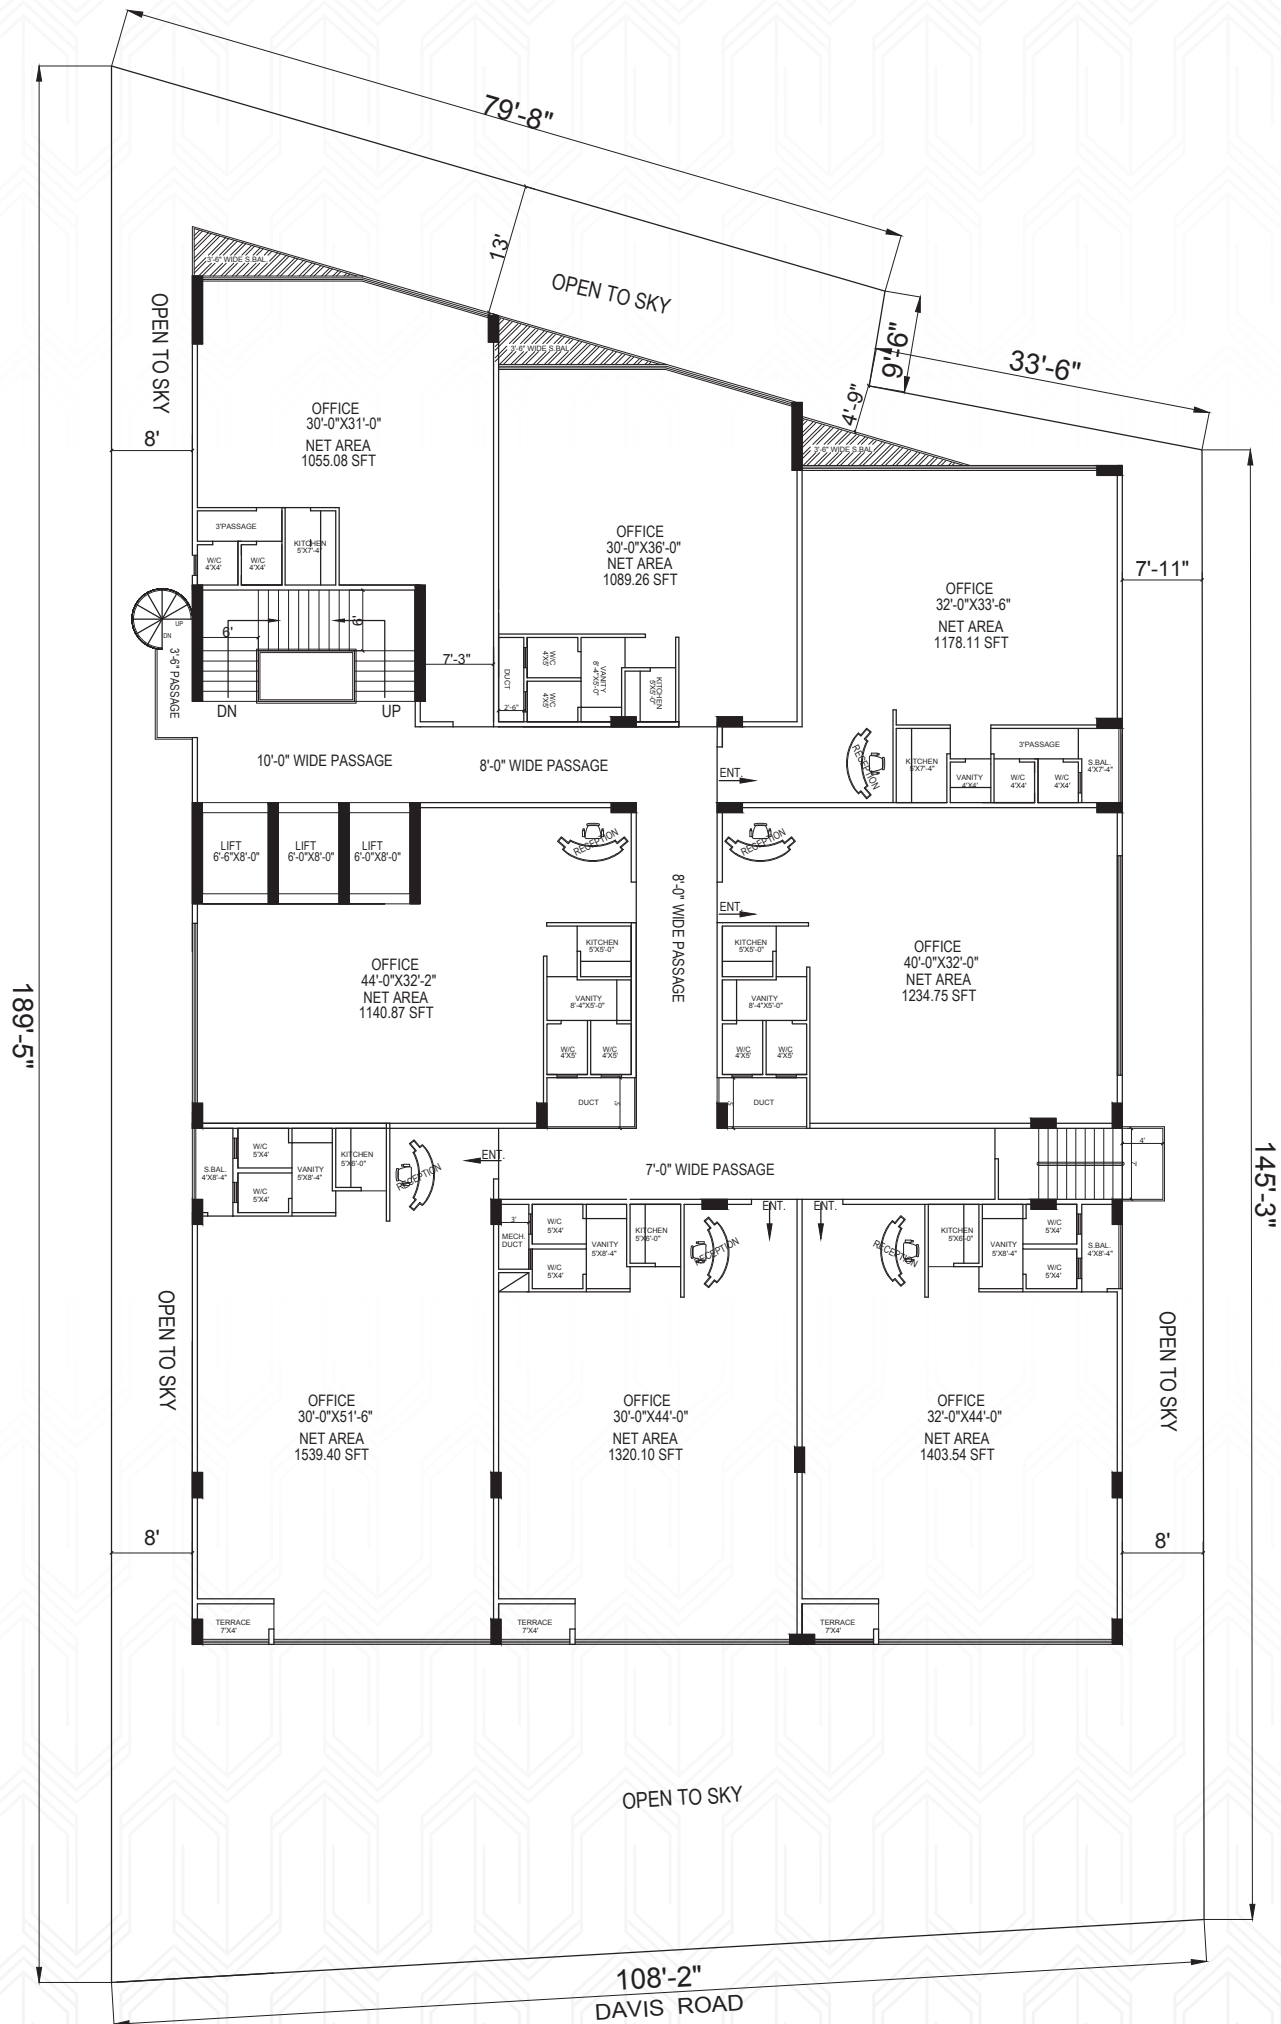 79'-8"
13'
OPEN TO SKY
9'-6"
33'-6"
4'-9"
3'-6" WIDE S.BAL.
3'-6" WIDE S.BAL
3'-6" WIDE S.BAL
OPEN TO SKY
8'
OFFICE
30'-0"X31'-0"
NET AREA
1055.08 SFT
OFFICE
30'-0"X36'-0"
NET AREA
1089.26 SFT
OFFICE
32'-0"X33'-6"
NET AREA
1178.11 SFT
7'-11"
3'PASSAGE
W/C
4'X4'
W/C
4'X4'
KITCHEN
5'X7'-4"
UP
DN
3'-6" PASSAGE
6'
6'
DN
UP
7'-3"
DUCT
2'-6"
W/C
4'X5'
W/C
4'X5'
VANITY
8'-4"X5'-0"
KITCHEN
5'X5'-0"
10'-0" WIDE PASSAGE
8'-0" WIDE PASSAGE
ENT.
RECEPTION
KITCHEN
5'X7'-4"
VANITY
4'X4'
3'PASSAGE
W/C
4'X4'
W/C
4'X4'
S.BAL.
4'X7'-4"
LIFT
6'-6"X8'-0"
LIFT
6'-0"X8'-0"
LIFT
6'-0"X8'-0"
RECEPTION
RECEPTION
8'-0" WIDE PASSAGE
ENT.
OFFICE
44'-0"X32'-2"
NET AREA
1140.87 SFT
KITCHEN
5'X5'-0"
VANITY
8'-4"X5'-0"
W/C
4'X5'
W/C
4'X5'
DUCT
5'
KITCHEN
5'X5'-0"
VANITY
8'-4"X5'-0"
W/C
4'X5'
W/C
4'X5'
5'
DUCT
OFFICE
40'-0"X32'-0"
NET AREA
1234.75 SFT
189'-5"
145'-3"
S.BAL.
4'X8'-4"
W/C
5'X4'
W/C
5'X4'
VANITY
5'X8'-4"
KITCHEN
5'X6'-0"
RECEPTION
ENT.
7'-0" WIDE PASSAGE
4'
7'
ENT.
ENT.
3'
MECH.
DUCT
W/C
5'X4'
W/C
5'X4'
VANITY
5'X8'-4"
KITCHEN
5'X6'-0"
RECEPTION
RECEPTION
KITCHEN
5'X6'-0"
VANITY
5'X8'-4"
W/C
5'X4'
W/C
5'X4'
S.BAL.
4'X8'-4"
OPEN TO SKY
OPEN TO SKY
OFFICE
30'-0"X51'-6"
NET AREA
1539.40 SFT
OFFICE
30'-0"X44'-0"
NET AREA
1320.10 SFT
OFFICE
32'-0"X44'-0"
NET AREA
1403.54 SFT
8'
8'
TERRACE
7'X4'
TERRACE
7'X4'
TERRACE
7'X4'
OPEN TO SKY
108'-2"
DAVIS ROAD